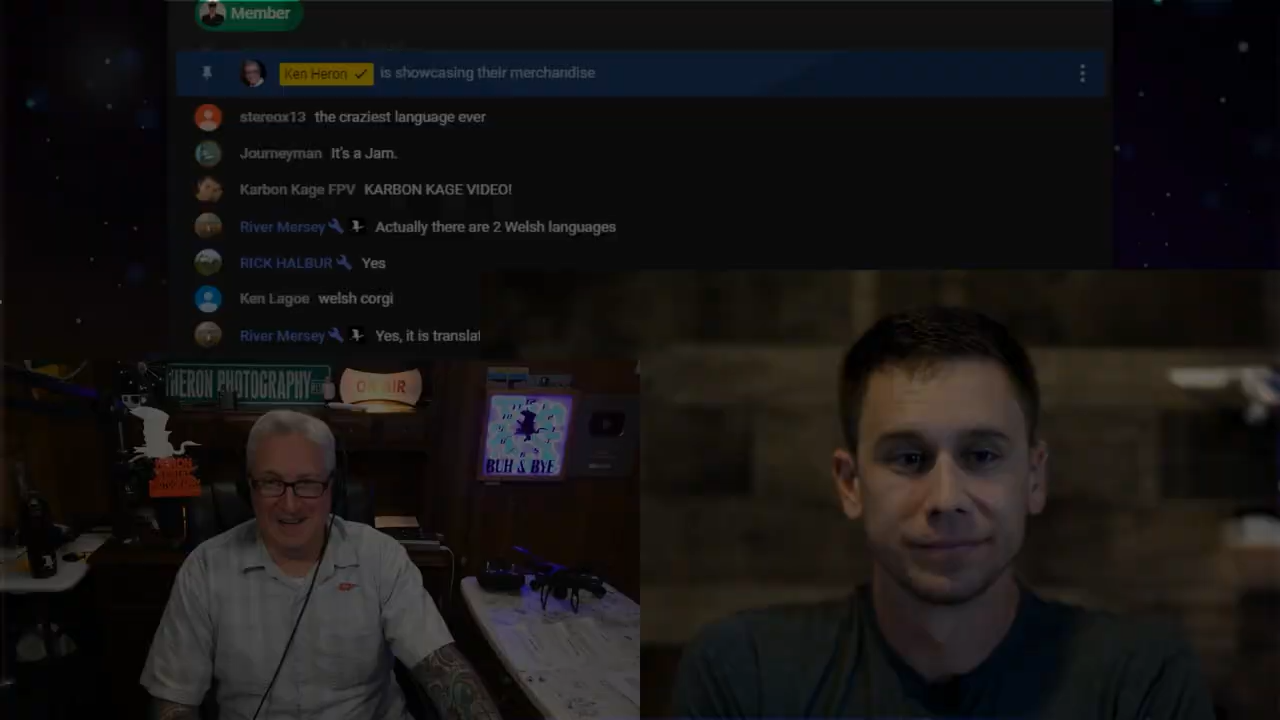 Member
Ken Heron is showcasing their merchandise
stereox13 the craziest language ever
Journeyman It's a Jam.
Karbon Kage FPV KARBON KAGE VIDEO!
River Mersey Actually there are 2 Welsh languages
RICK HALBUR Yes
Ken Lagoe welsh corgi
River Mersey Yes, it is translat
HERON PHOTOGRAPHY
ON AIR
BUH & BYE